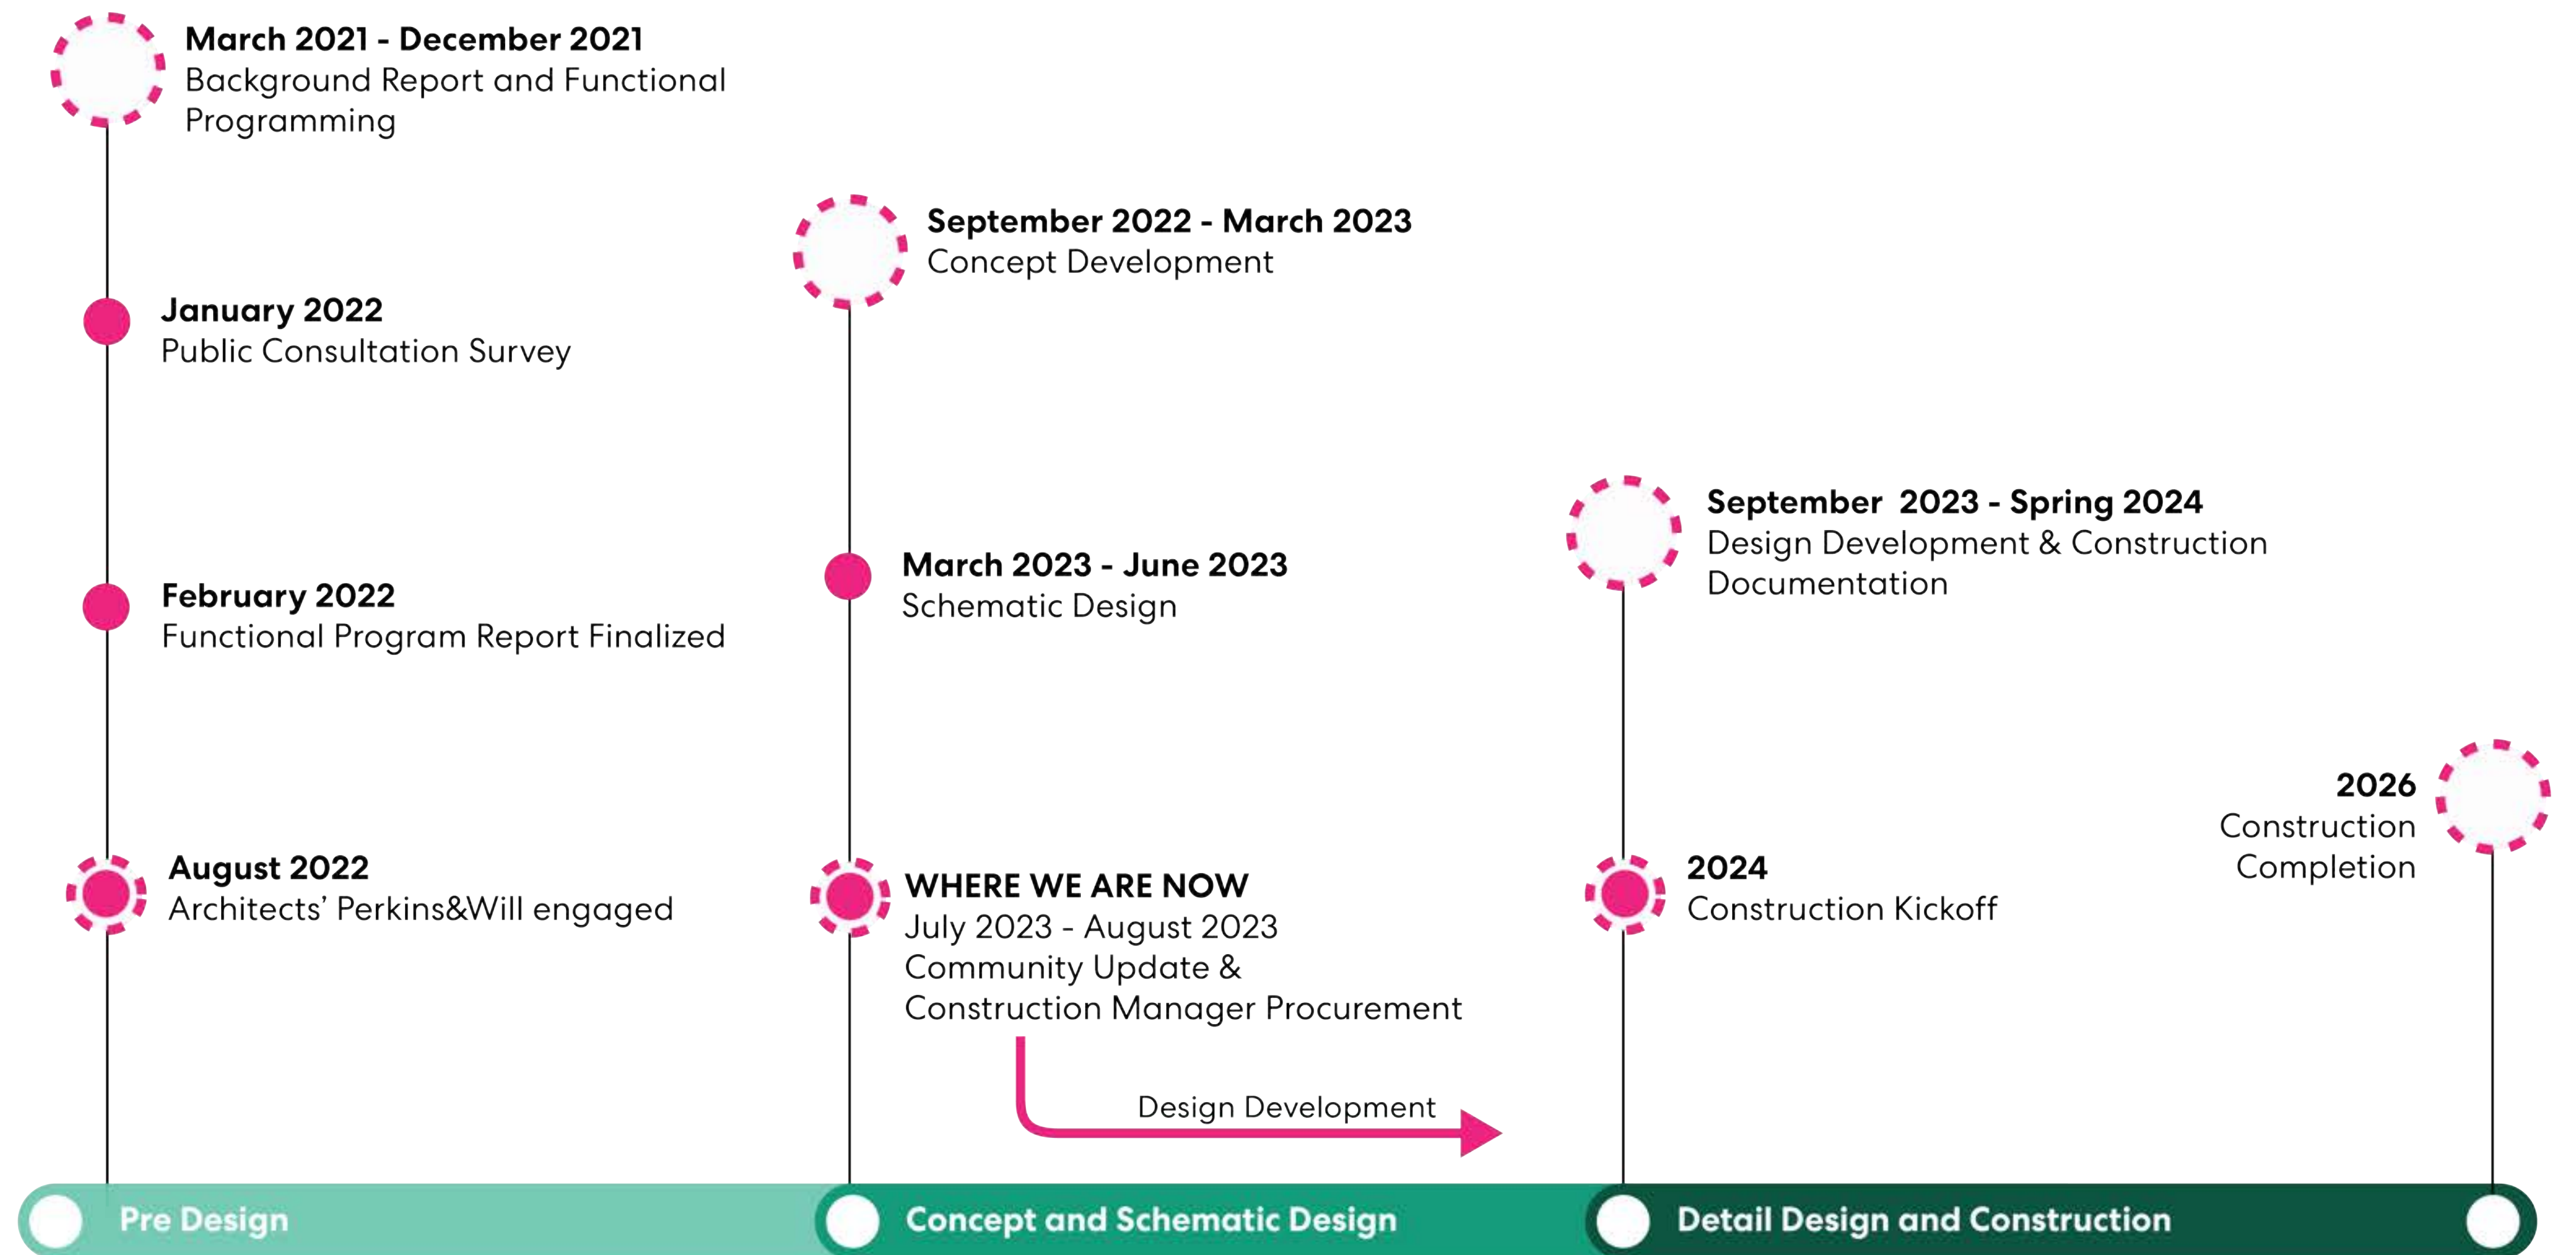 March 2021 - December 2021
Background Report and Functional
Programming
January 2022
Public Consultation Survey
February 2022
Functional Program Report Finalized
August 2022
Architects’ Perkins&Will engaged
September 2022 - March 2023
Concept Development
March 2023 - June 2023
Schematic Design
WHERE WE ARE NOW
July 2023 - August 2023
Community Update &
Construction Manager Procurement
Design Development
September 2023 - Spring 2024
Design Development & Construction
Documentation
2024
Construction Kickoff
2026
Construction
Completion
Pre Design
Concept and Schematic Design
Detail Design and Construction